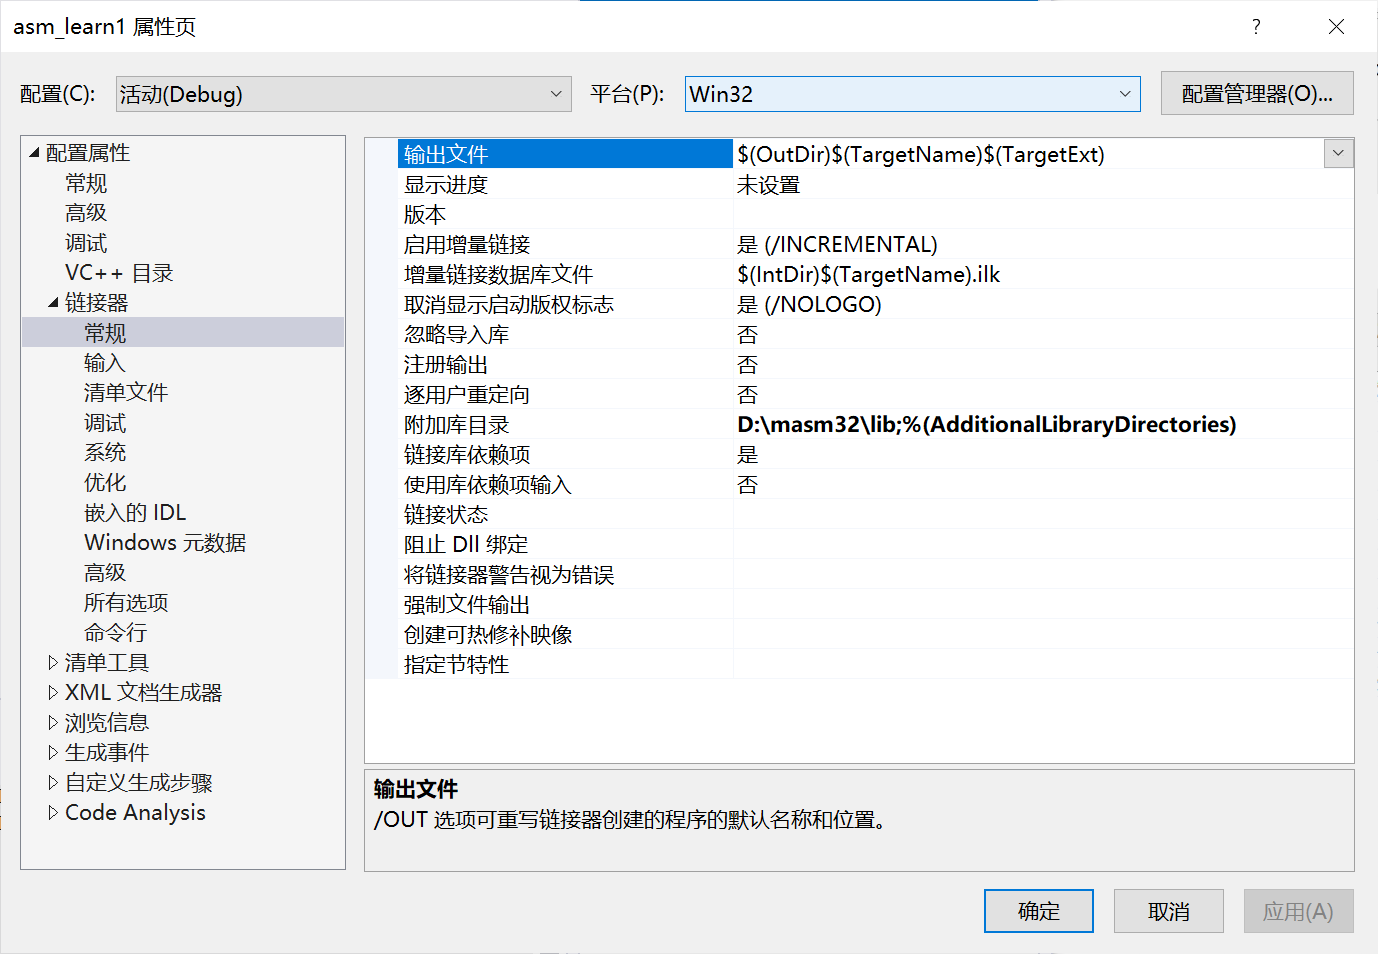 asm_learn1 属性页
?
配置(C):
活动(Debug)
平台(P):
Win32
配置管理器(O)...
配置属性
常规
高级
调试
VC++ 目录
链接器
常规
输入
清单文件
调试
系统
优化
嵌入的 IDL
Windows 元数据
高级
所有选项
命令行
清单工具
XML 文档生成器
浏览信息
生成事件
自定义生成步骤
Code Analysis
输出文件 $(OutDir)$(TargetName)$(TargetExt)
显示进度 未设置
版本
启用增量链接 是 (/INCREMENTAL)
增量链接数据库文件 $(IntDir)$(TargetName).ilk
取消显示启动版权标志 是 (/NOLOGO)
忽略导入库 否
注册输出 否
逐用户重定向 否
附加库目录 D:\masm32\lib;%(AdditionalLibraryDirectories)
链接库依赖项 是
使用库依赖项输入 否
链接状态
阻止 Dll 绑定
将链接器警告视为错误
强制文件输出
创建可热修补映像
指定节特性
输出文件
/OUT 选项可重写链接器创建的程序的默认名称和位置。
确定
取消
应用(A)